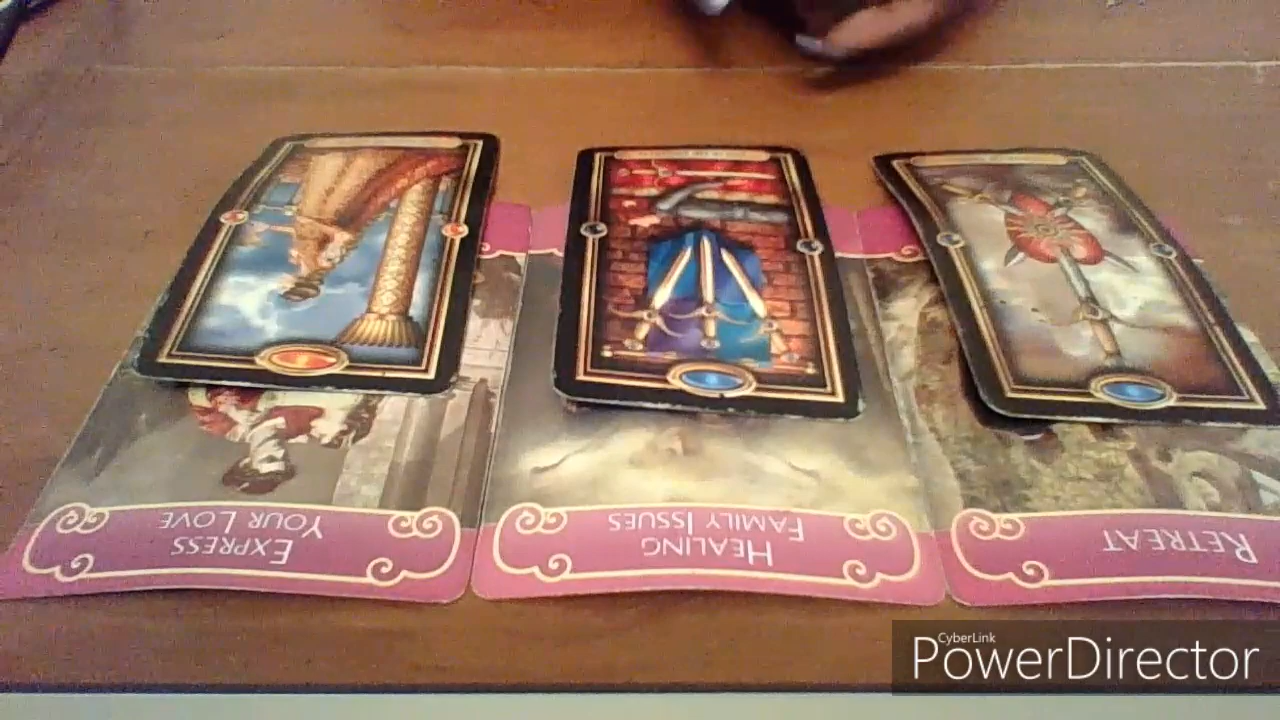 EXPRESS
YOUR LOVE
HEALING
FAMILY ISSUES
RETREAT
CyberLink
PowerDirector